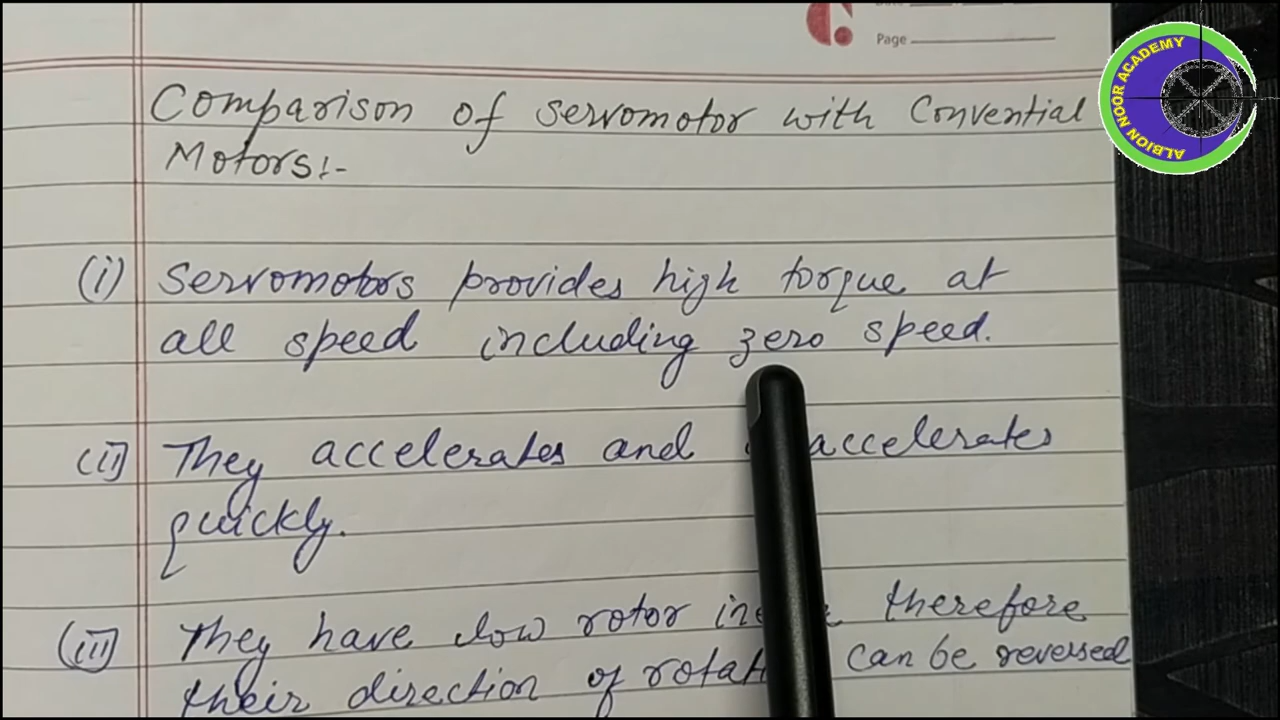 Page
ALBION NOOR ACADEMY
Comparison of servomotor with Convential
Motors:-
(i) Servomotors provides high torque at
all speed including zero speed.
(ii) They accelerates and accelerates
quickly.
(iii) They have low rotor therefore
their direction of can be reversed